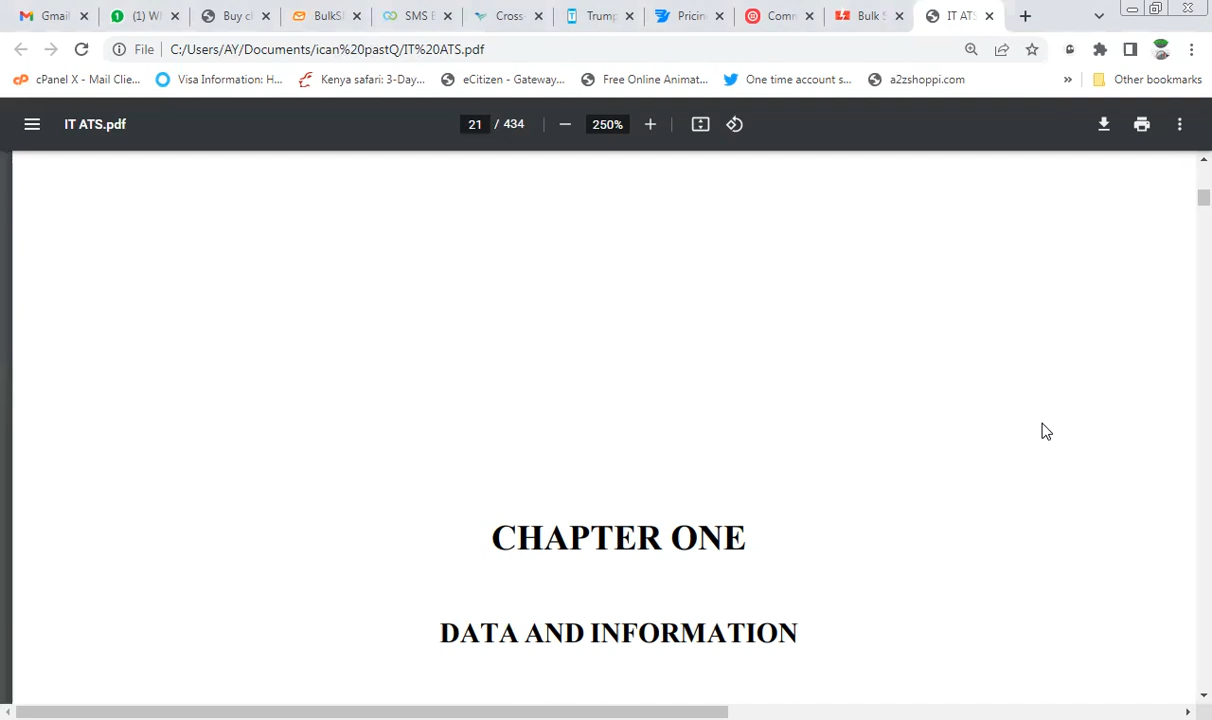 Gmail
(1) W
Buy c
BulkS
SMS
Cross-
Trump
Pricin
Comm
Bulk S
IT ATS
File
C:/Users/AY/Documents/ican%20pastQ/IT%20ATS.pdf
cPanel X - Mail Clie...
Visa Information: H...
Kenya safari: 3-Day...
eCitizen - Gateway...
Free Online Animat...
One time account s...
a2zshoppi.com
»
Other bookmarks
IT ATS.pdf
21 / 434
250%
CHAPTER ONE
DATA AND INFORMATION